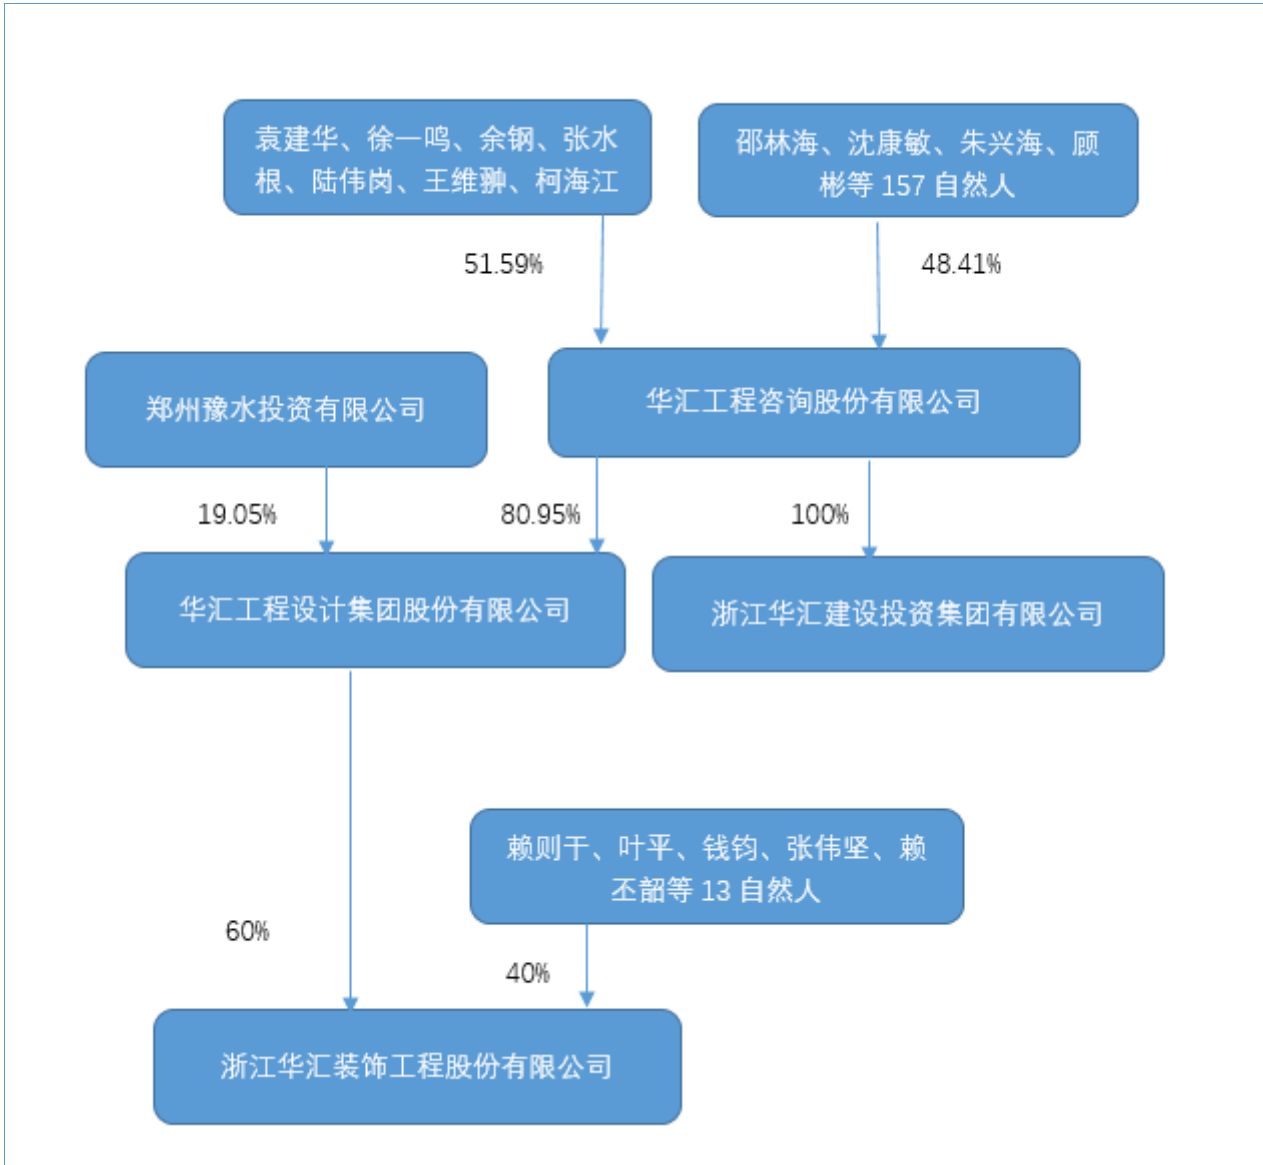 袁建华、徐一鸣、余钢、张水
根、陆伟岗、王维翀、柯海江
邵林海、沈康敏、朱兴海、顾
彬等 157 自然人
51.59%
48.41%
郑州豫水投资有限公司
华汇工程咨询股份有限公司
19.05%
80.95%
100%
华汇工程设计集团股份有限公司
浙江华汇建设投资集团有限公司
赖则干、叶平、钱钧、张伟坚、赖
丕韶等 13 自然人
60%
40%
浙江华汇装饰工程股份有限公司